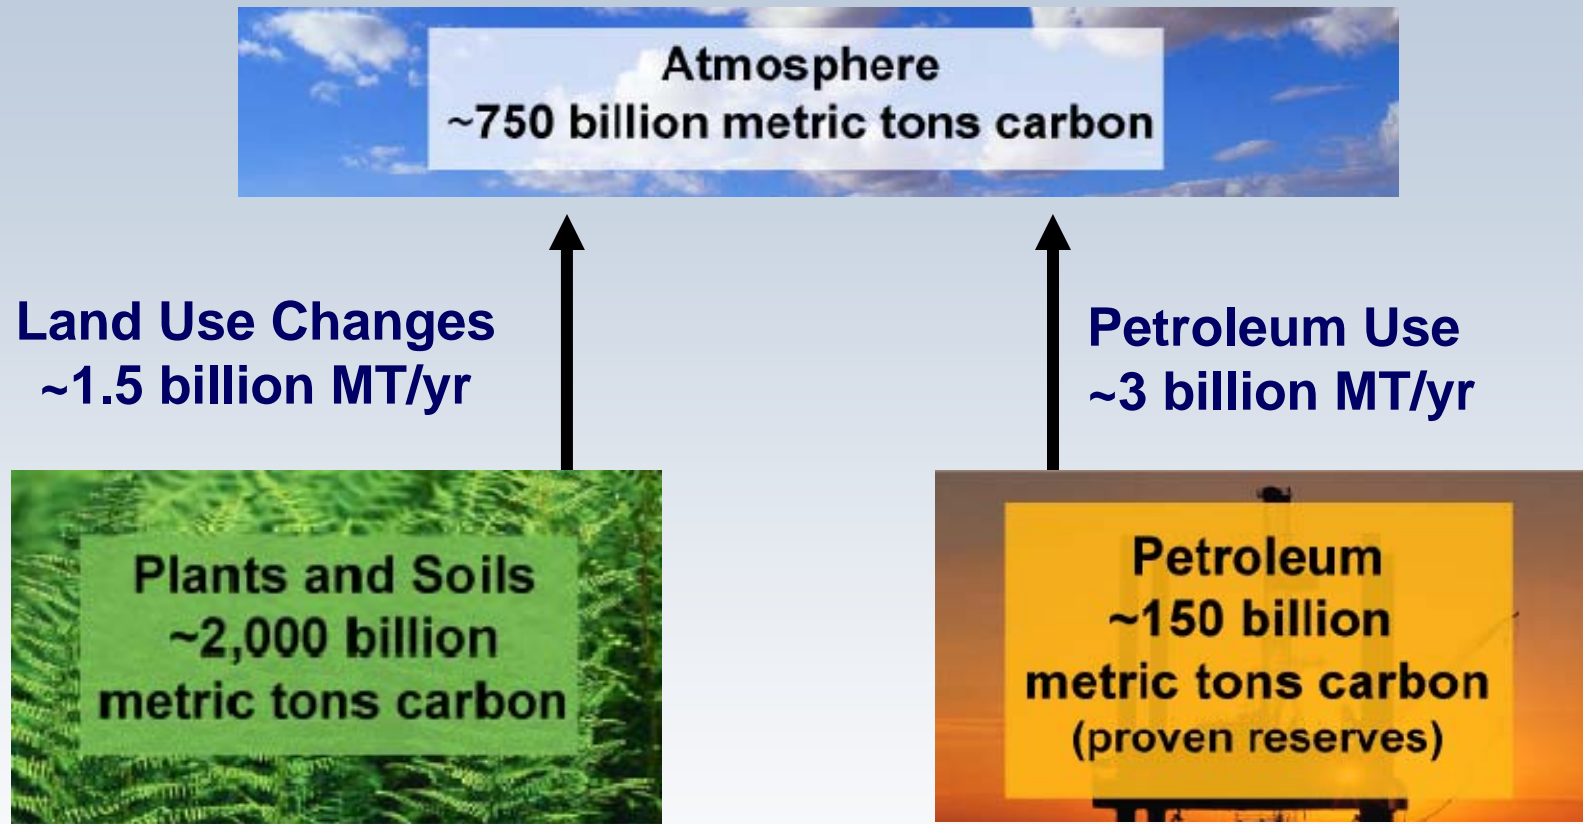 Atmosphere
~750 billion metric tons carbon
Land Use Changes
~1.5 billion MT/yr
Petroleum Use
~3 billion MT/yr
Plants and Soils
~2,000 billion
metric tons carbon
Petroleum
~150 billion
metric tons carbon
(proven reserves)